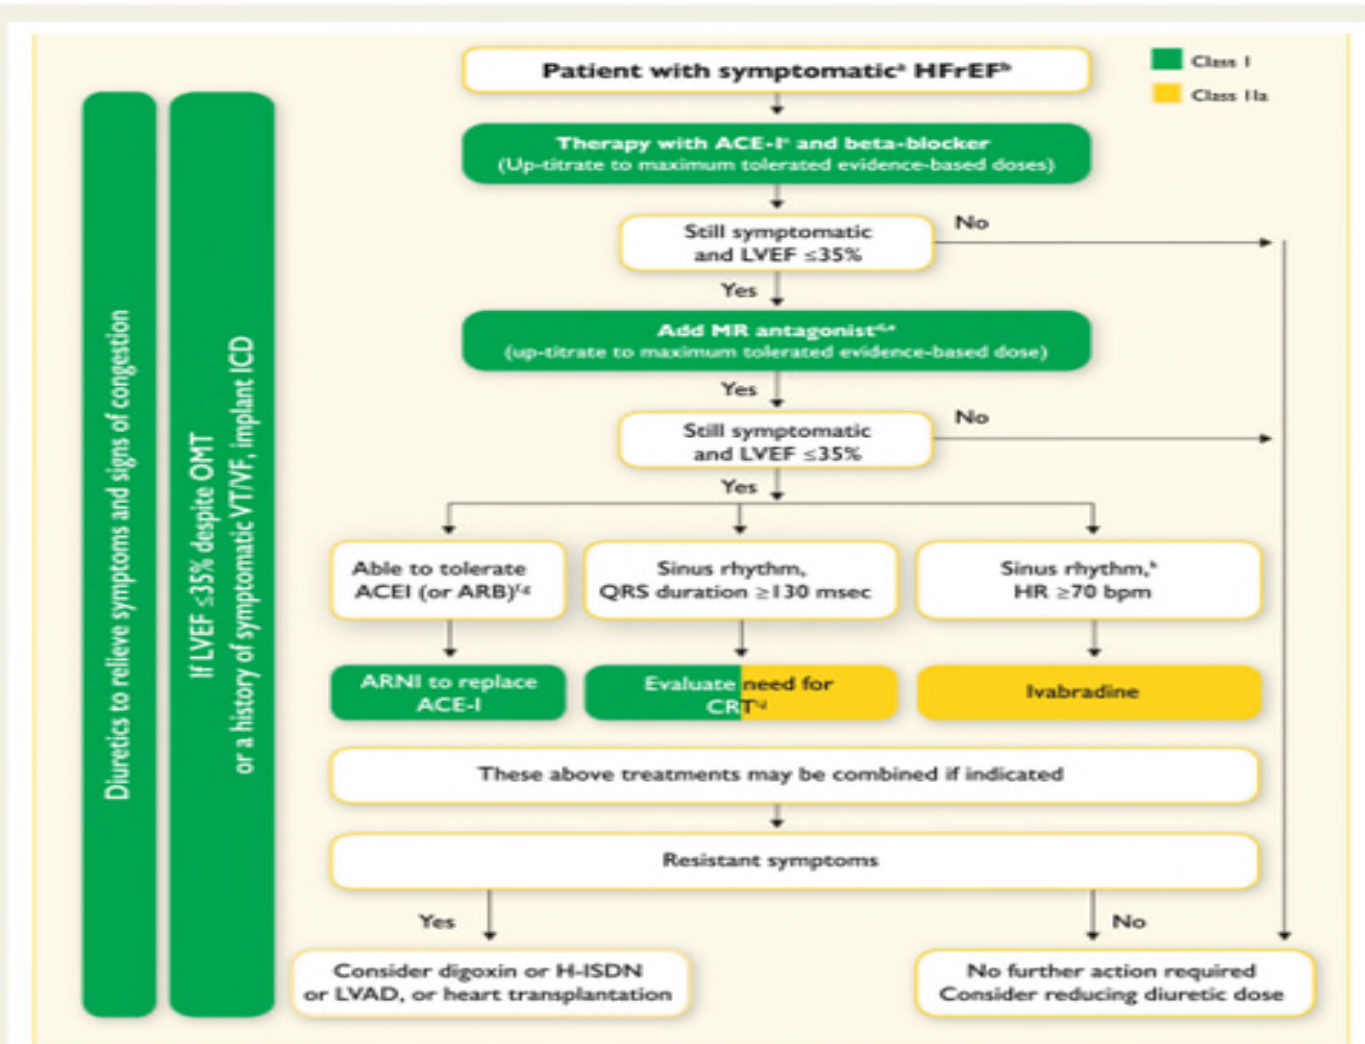 Patient with symptomaticᵃ HFrEFᵇ
Class I
Class IIa
Therapy with ACE-Iᶜ and beta-blocker
(Up-titrate to maximum tolerated evidence-based doses)
Still symptomatic
and LVEF ≤35%
No
Yes
Add MR antagonistᵈ,ᵉ
(up-titrate to maximum tolerated evidence-based dose)
Yes
Still symptomatic
and LVEF ≤35%
No
Yes
Able to tolerate
ACEI (or ARB)ᶠ,ᵍ
Sinus rhythm,
QRS duration ≥130 msec
Sinus rhythm,ʰ
HR ≥70 bpm
ARNI to replace
ACE-I
Evaluate need for
CRTⁱ,ʲ
Ivabradine
These above treatments may be combined if indicated
Resistant symptoms
Yes
No
Consider digoxin or H-ISDN
or LVAD, or heart transplantation
No further action required
Consider reducing diuretic dose
Diuretics to relieve symptoms and signs of congestion
If LVEF ≤35% despite OMT
or a history of symptomatic VT/VF, implant ICD